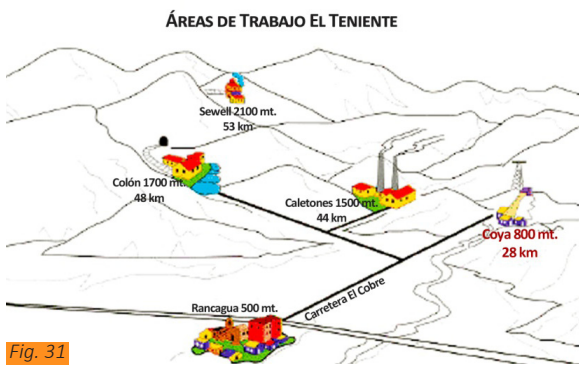 ÁREAS DE TRABAJO EL TENIENTE
Sewell 2100 mt.
53 km
Colón 1700 mt.
48 km
Caletones 1500 mt.
44 km
Coya 800 mt.
28 km
Carretera El Cobre
Rancagua 500 mt.
Fig. 31